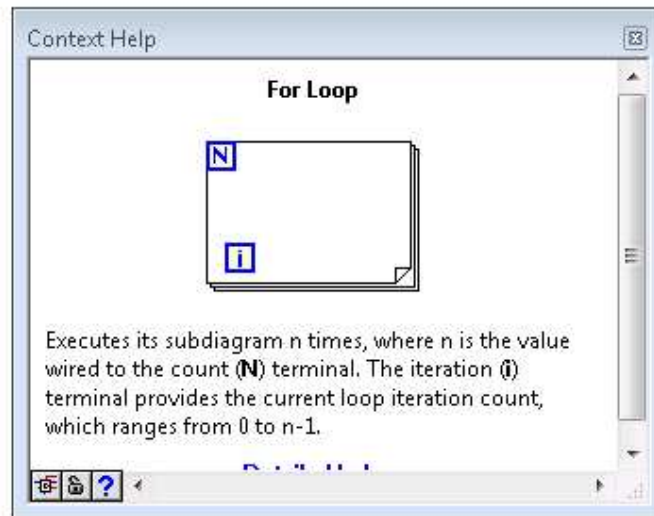 Context Help
For Loop
N
i
Executes its subdiagram n times, where n is the value
wired to the count (N) terminal. The iteration (i)
terminal provides the current loop iteration count,
which ranges from 0 to n-1.
?